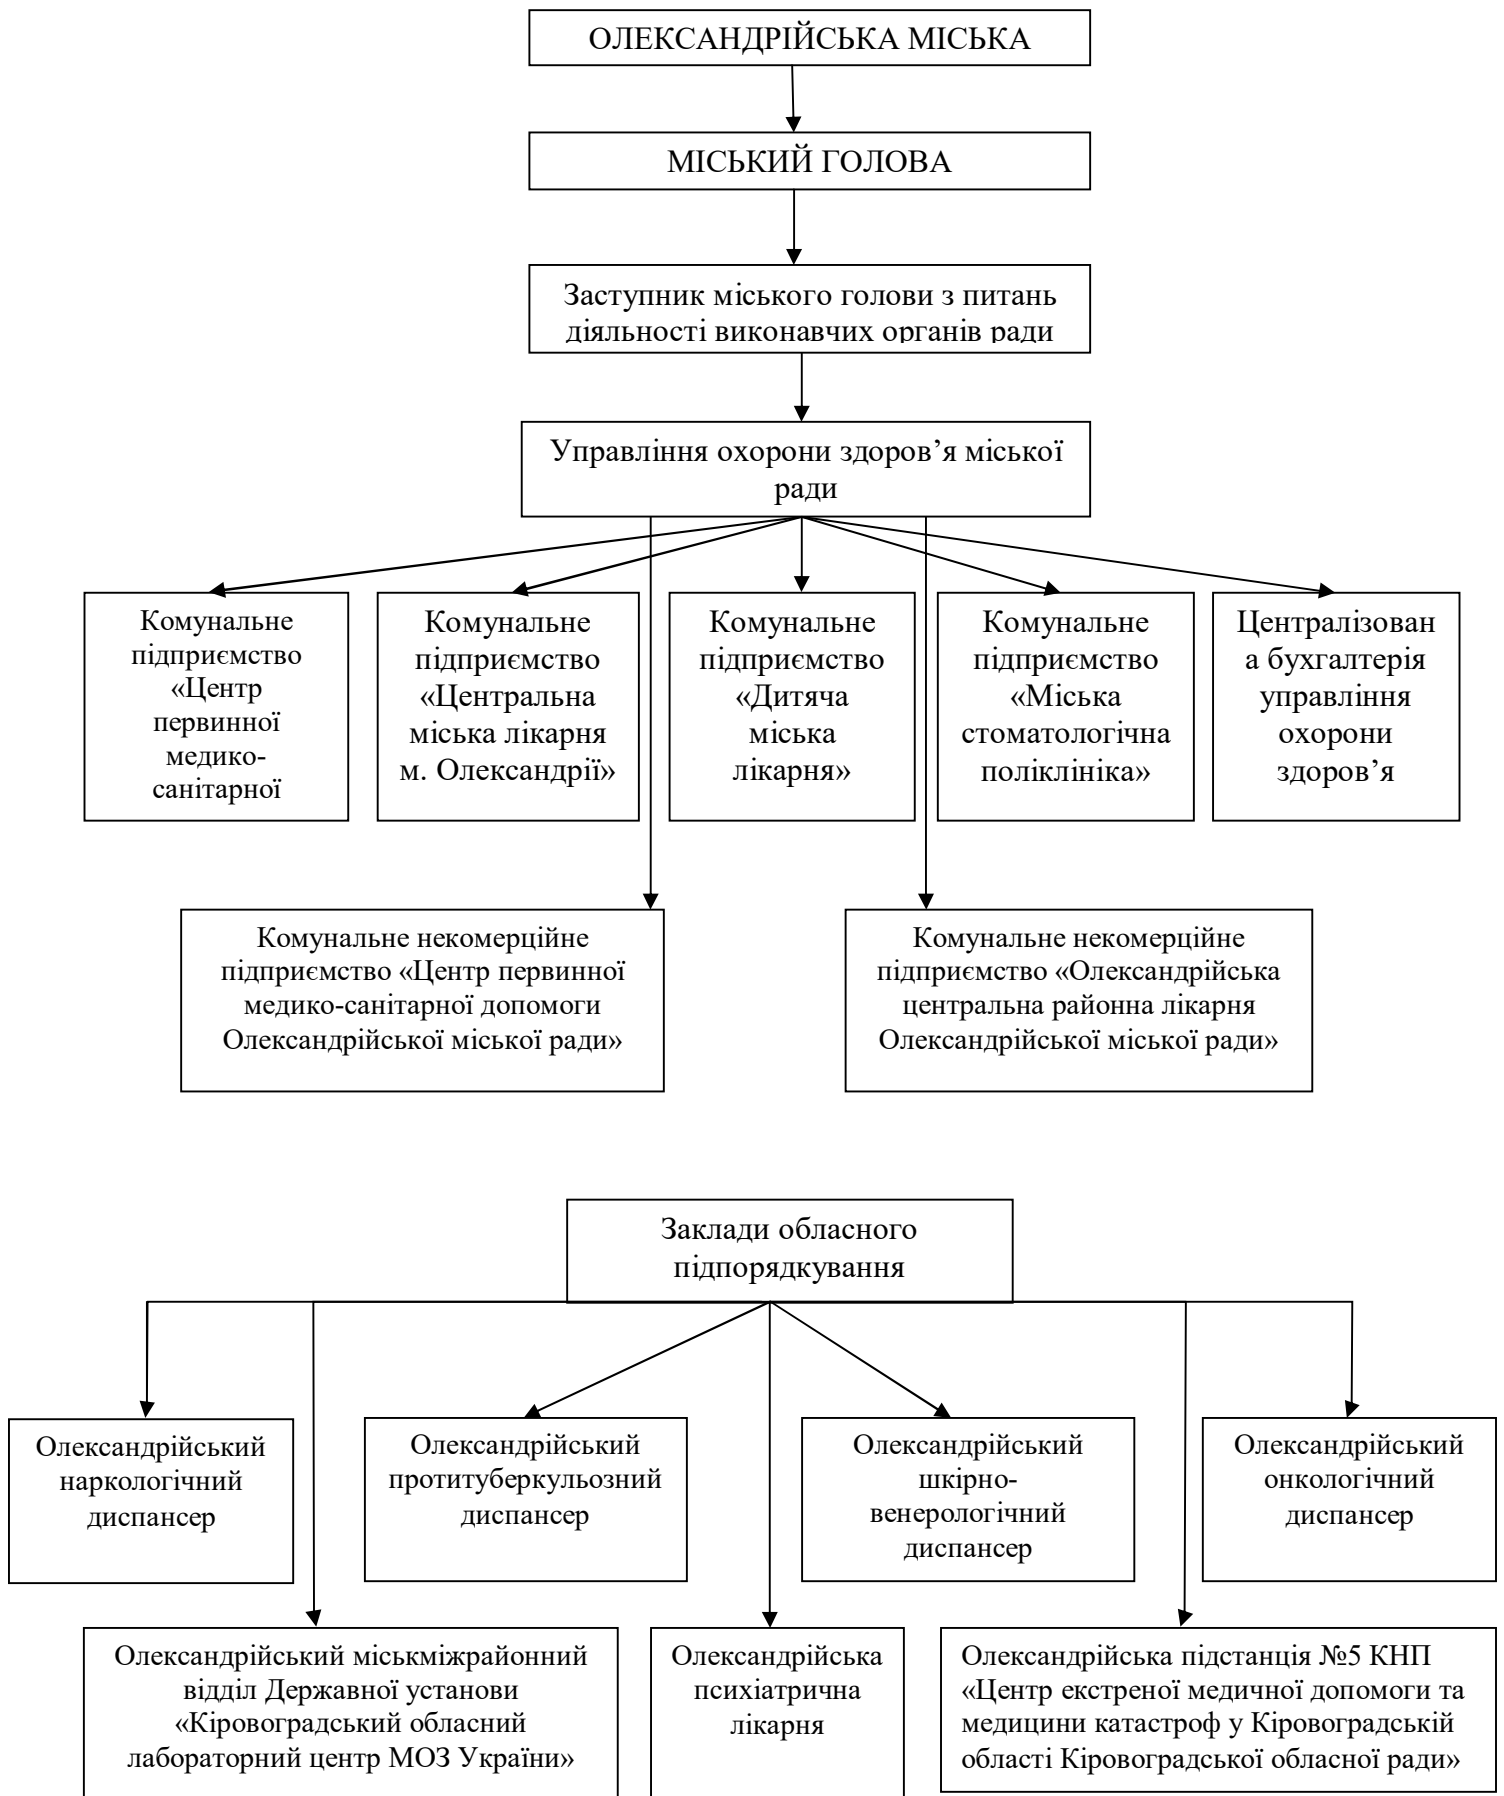 ОЛЕКСАНДРІЙСЬКА МІСЬКА
МІСЬКИЙ ГОЛОВА
Заступник міського голови з питань
діяльності виконавчих органів ради
Управління охорони здоров’я міської
ради
Комунальне
підприємство
«Центр
первинної
медико-
санітарної
Комунальне
підприємство
«Центральна
міська лікарня
м. Олександрії»
Комунальне
підприємство
«Дитяча
міська
лікарня»
Комунальне
підприємство
«Міська
стоматологічна
поліклініка»
Централізован
а бухгалтерія
управління
охорони
здоров’я
Комунальне некомерційне
підприємство «Центр первинної
медико-санітарної допомоги
Олександрійської міської ради»
Комунальне некомерційне
підприємство «Олександрійська
центральна районна лікарня
Олександрійської міської ради»
Заклади обласного
підпорядкування
Олександрійський
наркологічний
диспансер
Олександрійський
протитуберкульозний
диспансер
Олександрійський
шкірно-
венерологічний
диспансер
Олександрійський
онкологічний
диспансер
Олександрійський міськміжрайонний
відділ Державної установи
«Кіровоградський обласний
лабораторний центр МОЗ України»
Олександрійська
психіатрична
лікарня
Олександрійська підстанція №5 КНП
«Центр екстреної медичної допомоги та
медицини катастроф у Кіровоградській
області Кіровоградської обласної ради»